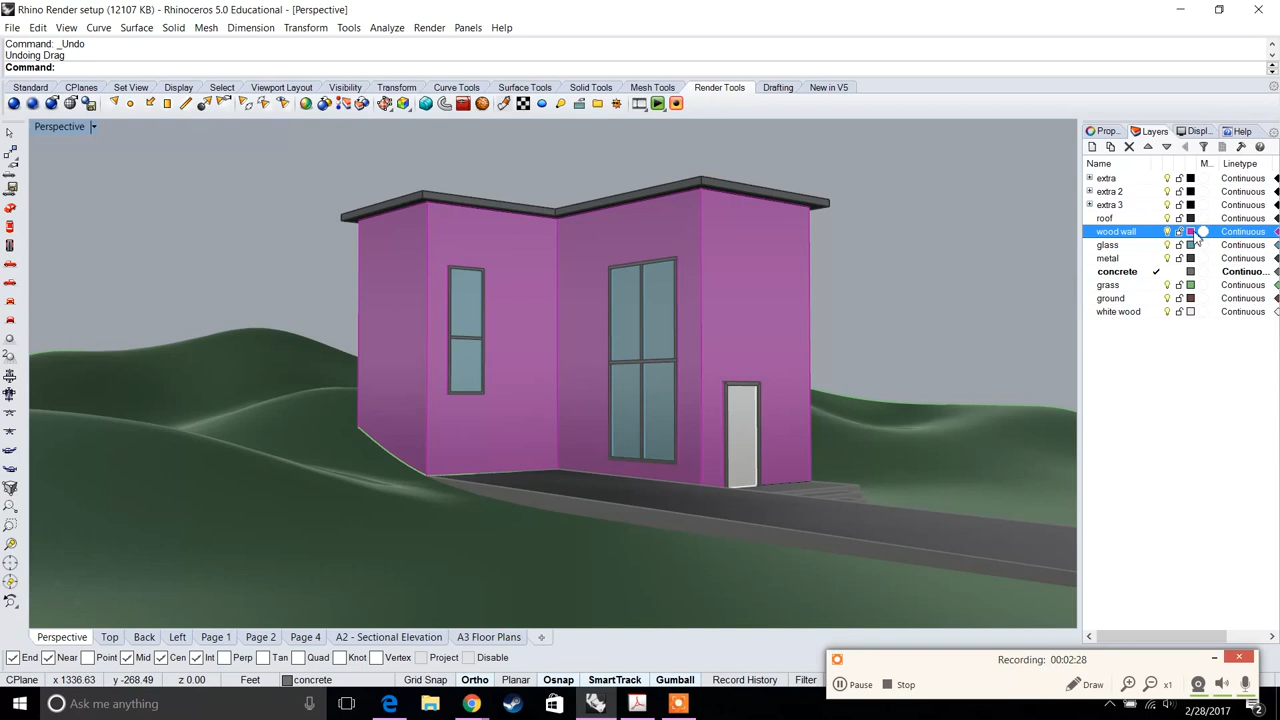 Rhino Render setup (12107 KB) - Rhinoceros 5.0 Educational - [Perspective]
File Edit View Curve Surface Solid Mesh Dimension Transform Tools Analyze Render Panels Help
Command: _Undo
Undoing Drag
Command:
Standard CPlanes Set View Display Select Viewport Layout Visibility Transform Curve Tools Surface Tools Solid Tools Mesh Tools Render Tools Drafting New in V5
Perspective
Prop... Layers Displ... Help
Name M... Linetype
extra Continuous
extra 2 Continuous
extra 3 Continuous
roof Continuous
wood wall Continuous
glass Continuous
metal Continuous
concrete Continuo...
grass Continuous
ground Continuous
white wood Continuous
Perspective Top Back Left Page 1 Page 2 Page 4 A2 - Sectional Elevation A3 Floor Plans
End Near Point Mid Cen Int Perp Tan Quad Knot Vertex Project Disable
Recording: 00:02:28
CPlane x 1336.63 y -268.49 z 0.00 Feet concrete Grid Snap Ortho Planar Osnap SmartTrack Gumball Record History Filter
Pause Stop Draw x1
Ask me anything
2/28/2017